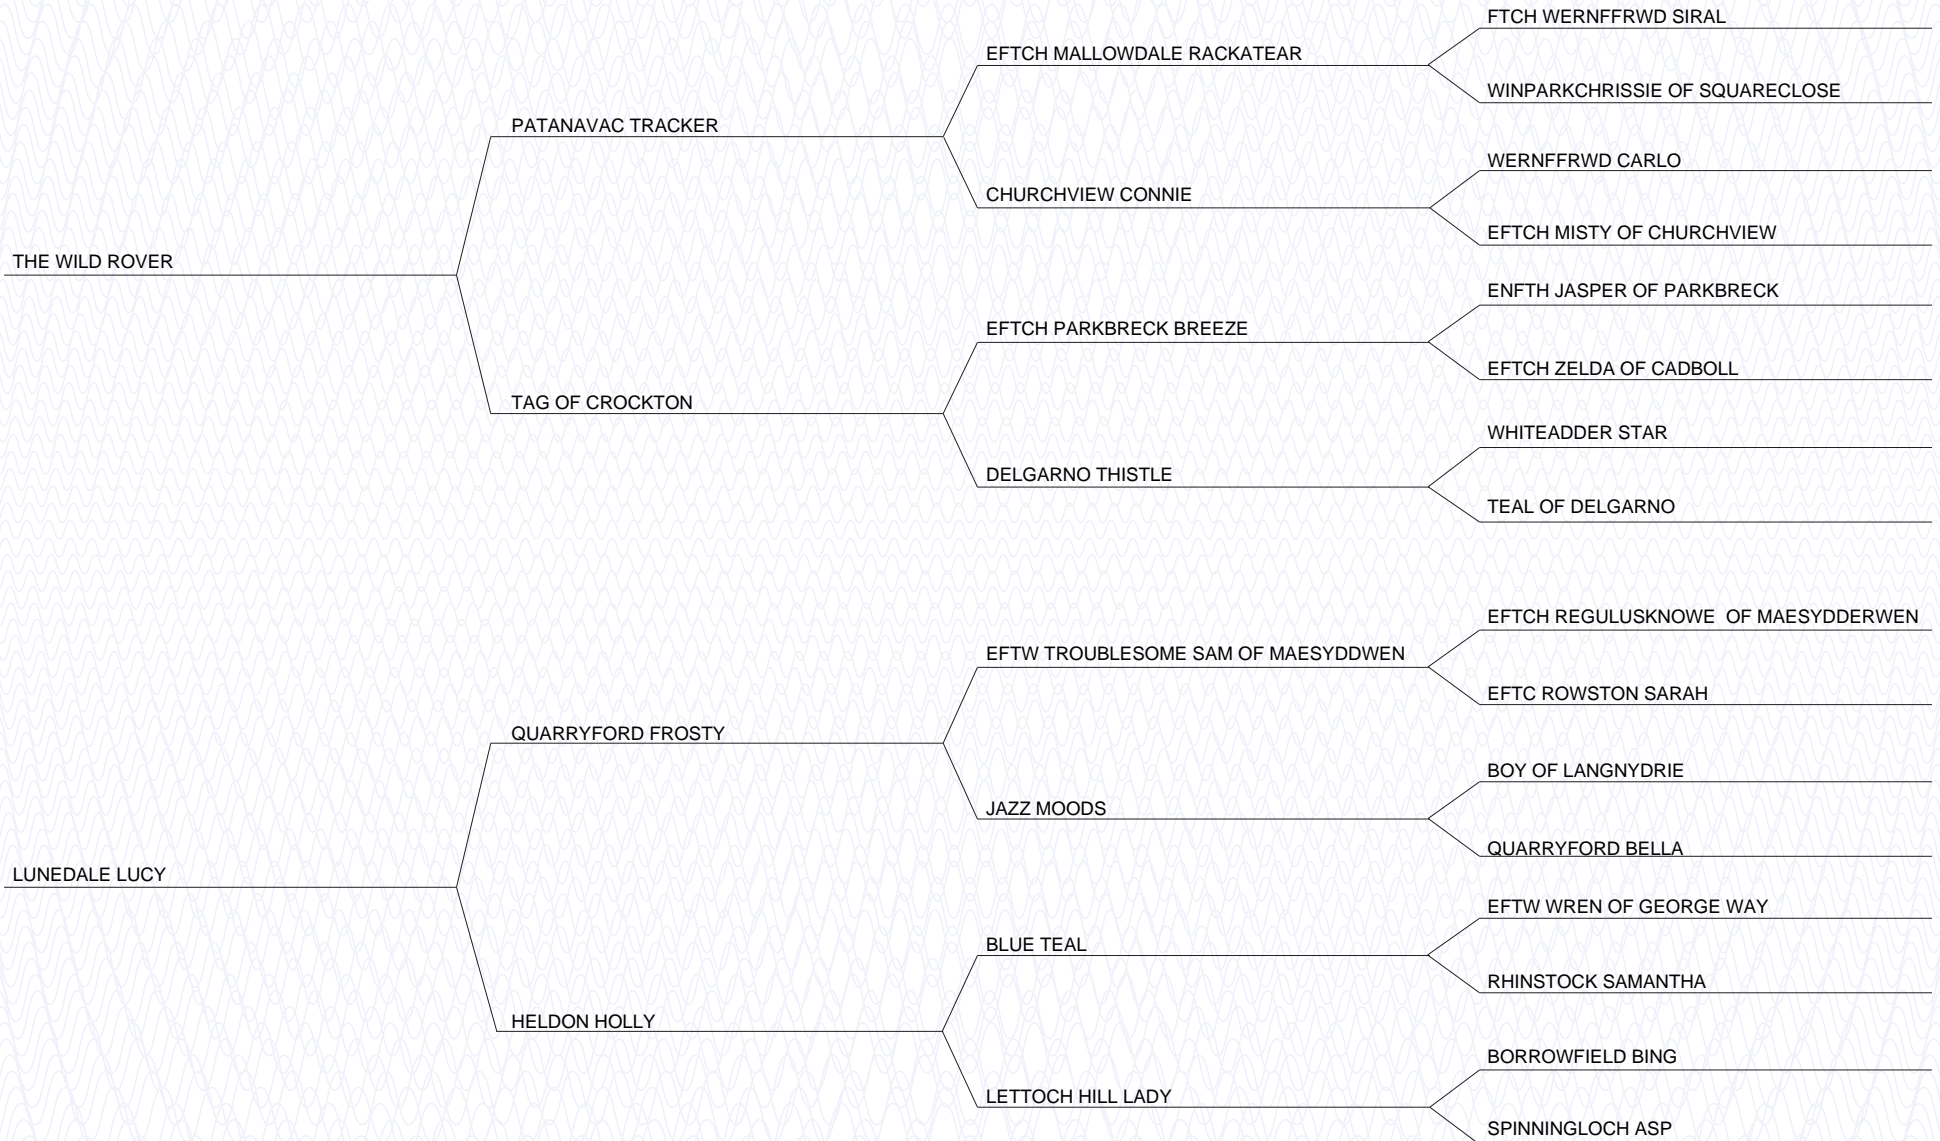 FTCH WERNFFRWD SIRAL
EFTCH MALLOWDALE RACKATEAR
WINPARKCHRISSIE OF SQUARECLOSE
PATANAVAC TRACKER
WERNFFRWD CARLO
CHURCHVIEW CONNIE
EFTCH MISTY OF CHURCHVIEW
THE WILD ROVER
ENFTH JASPER OF PARKBRECK
EFTCH PARKBRECK BREEZE
EFTCH ZELDA OF CADBOLL
TAG OF CROCKTON
WHITEADDER STAR
DELGARNO THISTLE
TEAL OF DELGARNO
EFTCH REGULUSKNOWE  OF MAESYDDERWEN
EFTW TROUBLESOME SAM OF MAESYDDWEN
EFTC ROWSTON SARAH
QUARRYFORD FROSTY
BOY OF LANGNYDRIE
JAZZ MOODS
QUARRYFORD BELLA
LUNEDALE LUCY
EFTW WREN OF GEORGE WAY
BLUE TEAL
RHINSTOCK SAMANTHA
HELDON HOLLY
BORROWFIELD BING
LETTOCH HILL LADY
SPINNINGLOCH ASP